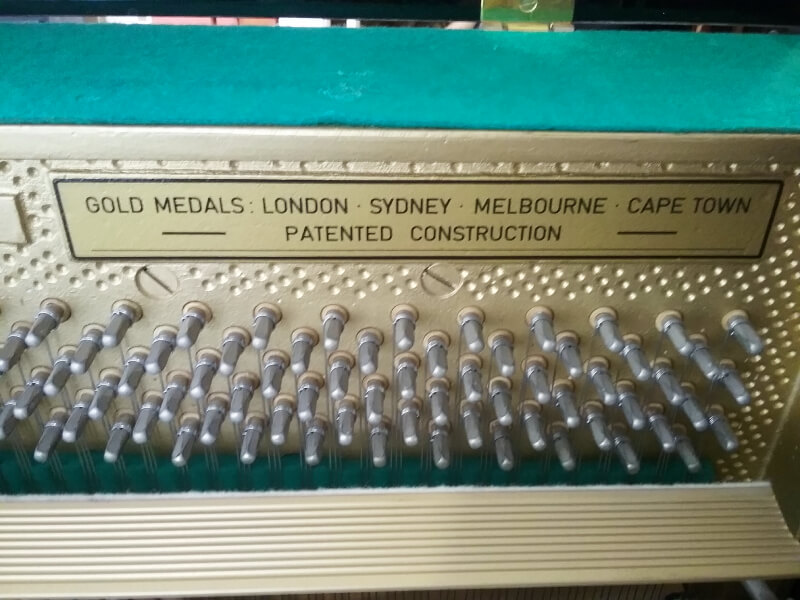 GOLD MEDALS: LONDON · SYDNEY · MELBOURNE · CAPE TOWN
PATENTED CONSTRUCTION